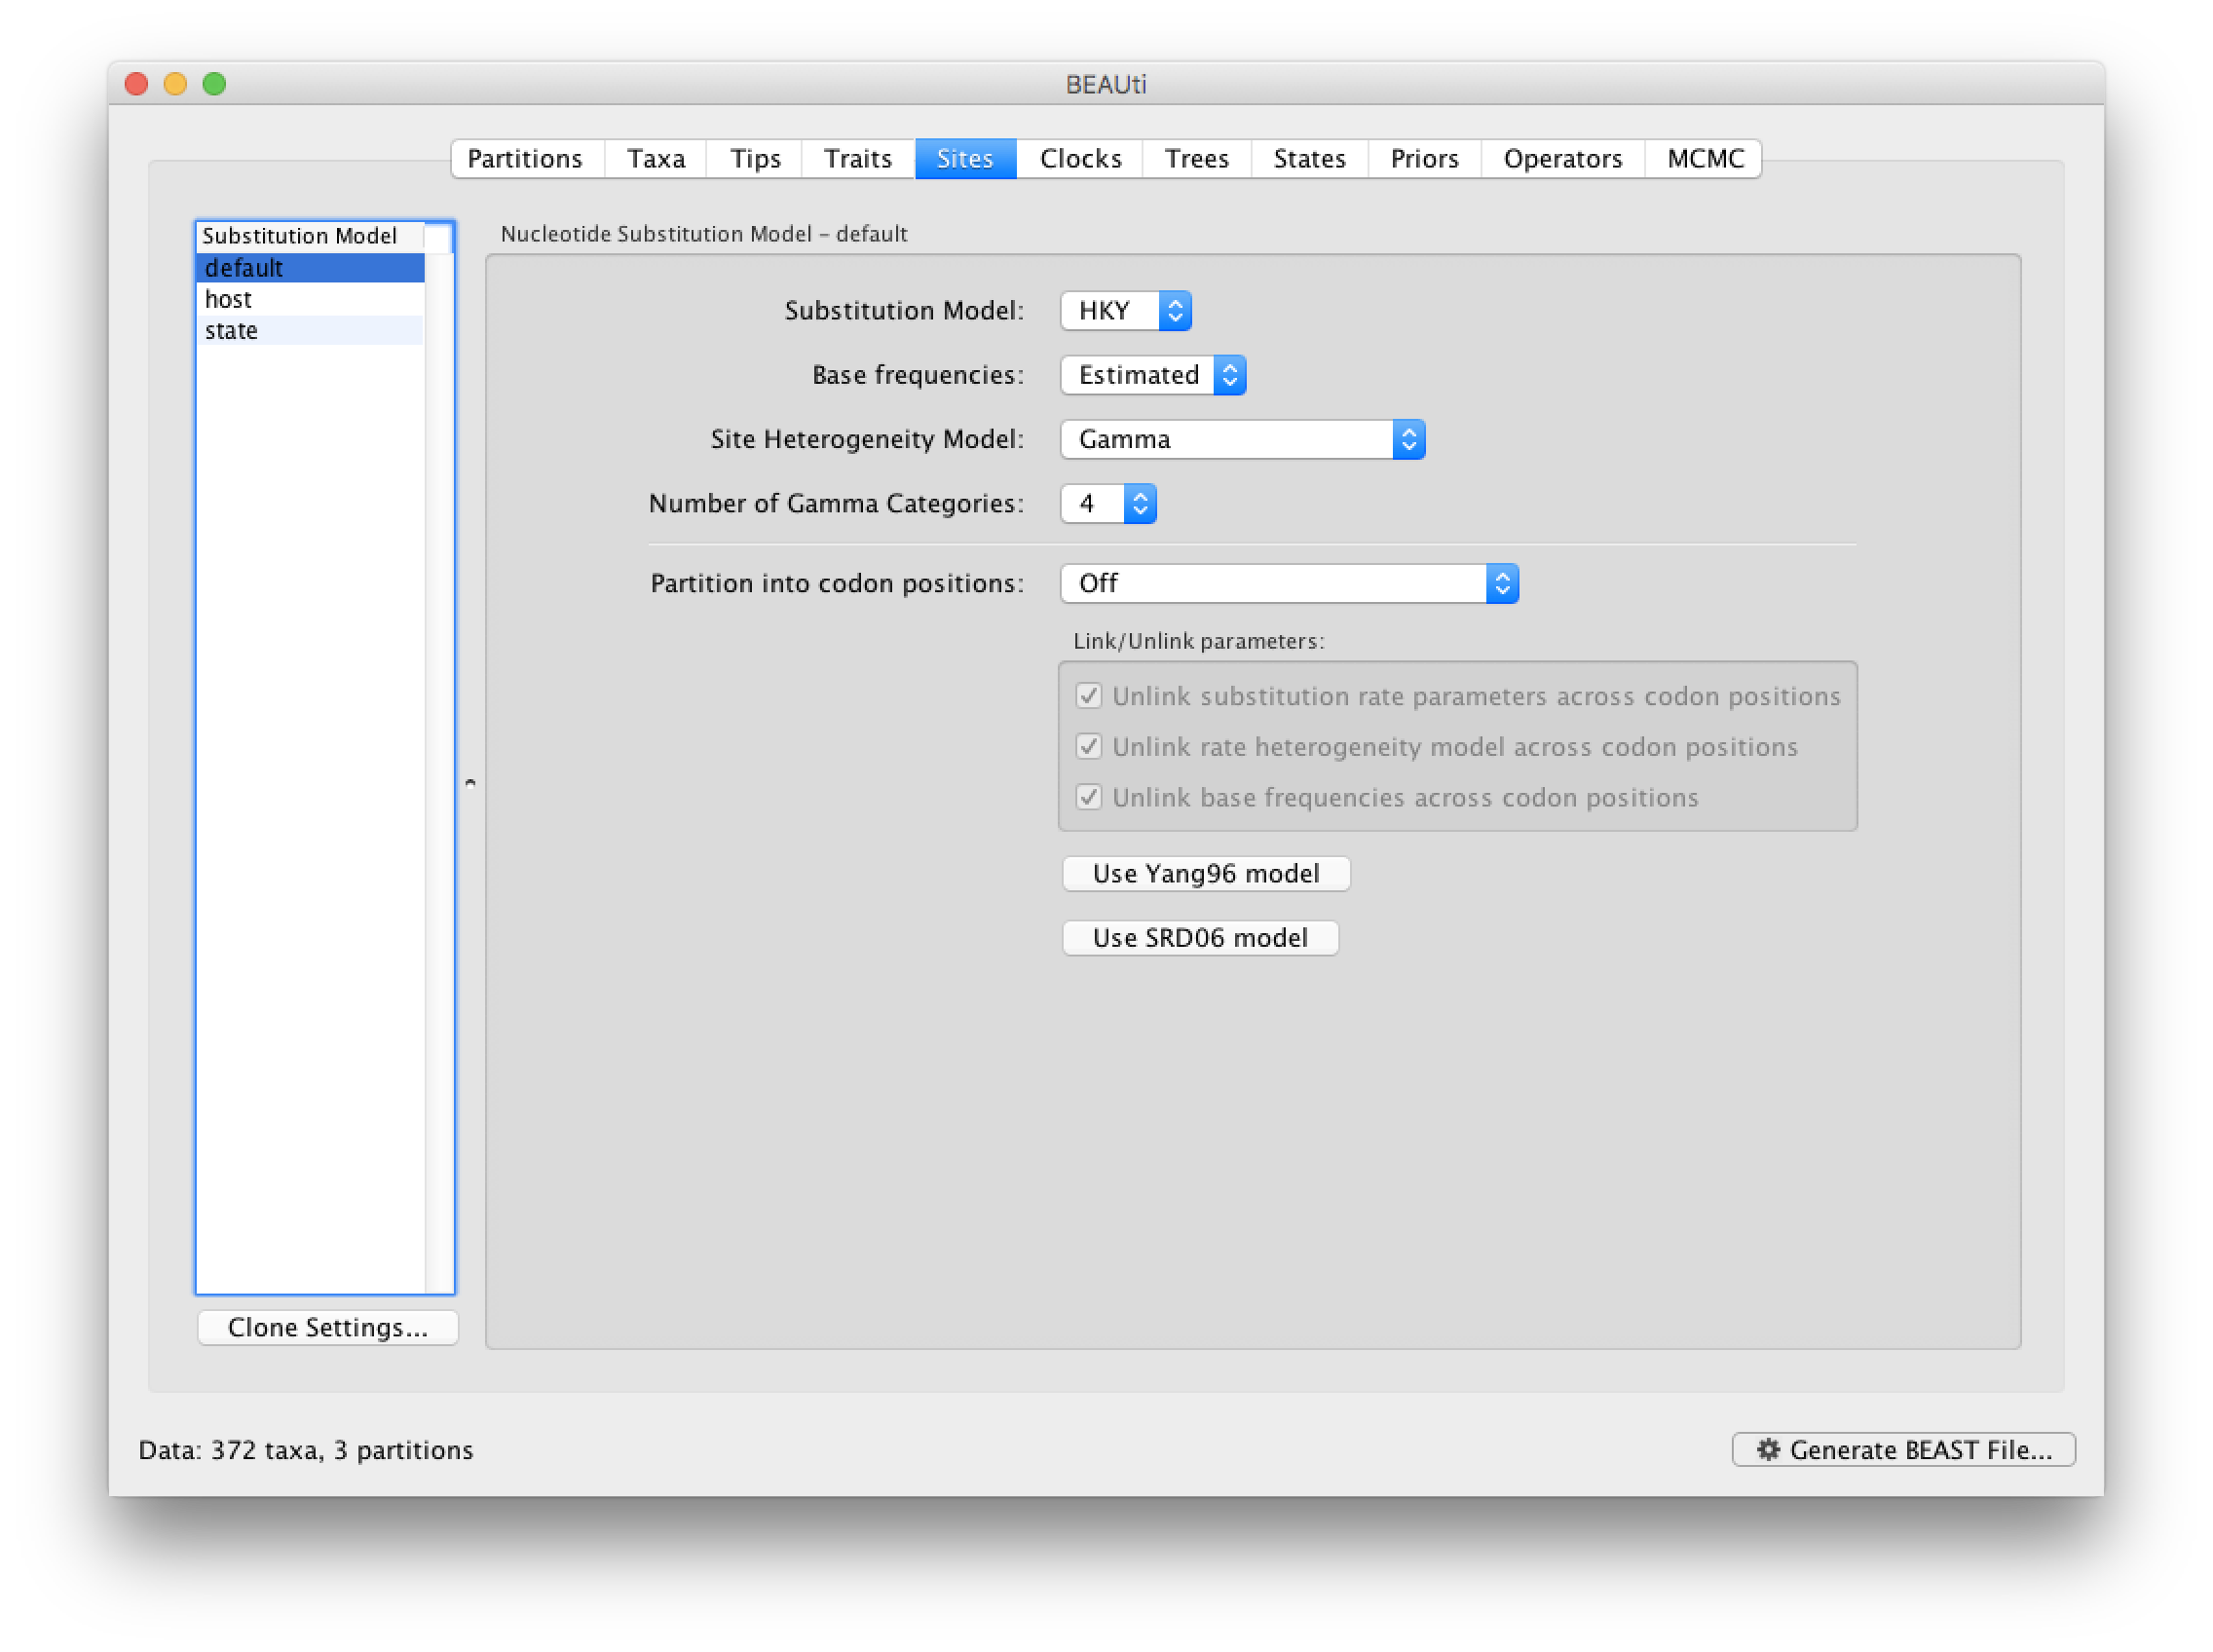 BEAUti
Partitions Taxa Tips Traits Sites Clocks Trees States Priors Operators MCMC
Substitution Model
default
host
state
Clone Settings...
Nucleotide Substitution Model – default
Substitution Model: HKY
Base frequencies: Estimated
Site Heterogeneity Model: Gamma
Number of Gamma Categories: 4
Partition into codon positions: Off
Link/Unlink parameters:
Unlink substitution rate parameters across codon positions
Unlink rate heterogeneity model across codon positions
Unlink base frequencies across codon positions
Use Yang96 model
Use SRD06 model
Data: 372 taxa, 3 partitions
Generate BEAST File...